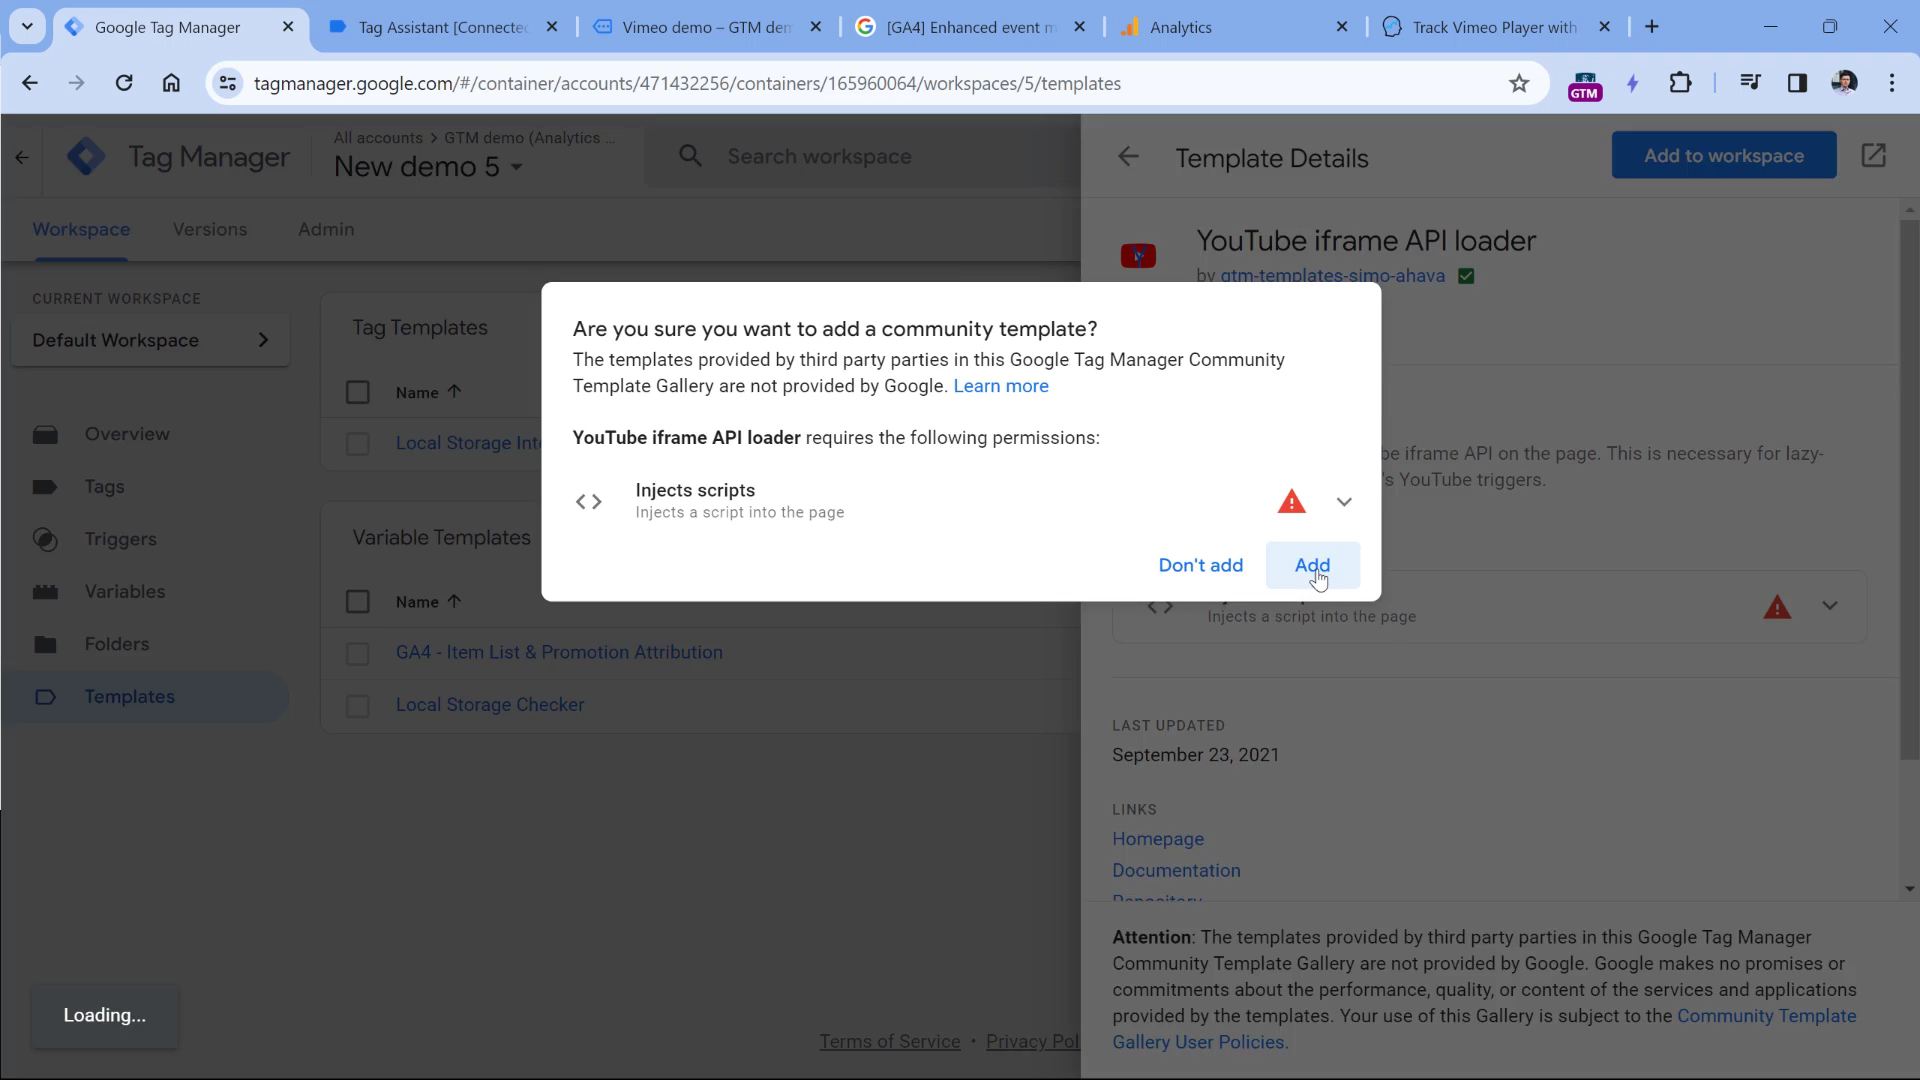 Google Tag Manager
Tag Assistant [Connected
Vimeo demo – GTM dem
[GA4] Enhanced event m
Analytics
Track Vimeo Player with
tagmanager.google.com/#/container/accounts/471432256/containers/165960064/workspaces/5/templates
GTM
Tag Manager
All accounts > GTM demo (Analytics ...
New demo 5
Search workspace
Template Details
Add to workspace
Workspace
Versions
Admin
YouTube iframe API loader
by gtm-templates-simo-ahava
CURRENT WORKSPACE
Default Workspace
Overview
Tags
Triggers
Variables
Folders
Templates
Tag Templates
Name
Local Storage Inte
Variable Templates
Name
GA4 - Item List & Promotion Attribution
Local Storage Checker
Are you sure you want to add a community template?
The templates provided by third party parties in this Google Tag Manager Community
Template Gallery are not provided by Google. Learn more
YouTube iframe API loader requires the following permissions:
Injects scripts
Injects a script into the page
Don't add
Add
be iframe API on the page. This is necessary for lazy-
's YouTube triggers.
Injects a script into the page
LAST UPDATED
September 23, 2021
LINKS
Homepage
Documentation
Repository
Attention: The templates provided by third party parties in this Google Tag Manager
Community Template Gallery are not provided by Google. Google makes no promises or
commitments about the performance, quality, or content of the services and applications
provided by the templates. Your use of this Gallery is subject to the Community Template
Gallery User Policies.
Loading...
Terms of Service • Privacy Pol